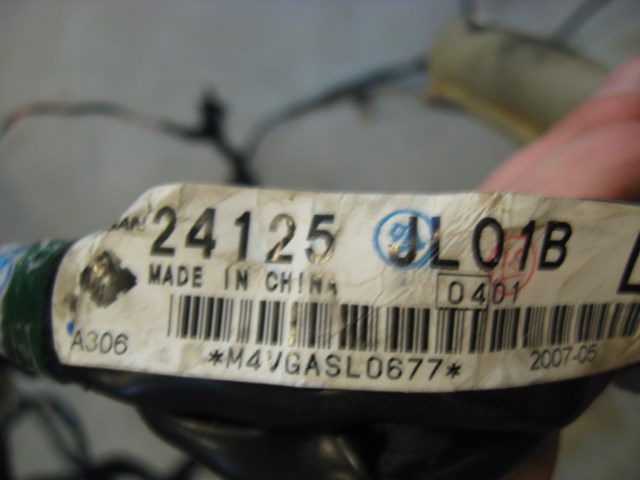 24125 JL01B
MADE IN CHINA
0401
A306
*M4VGASL0677*
2007-05